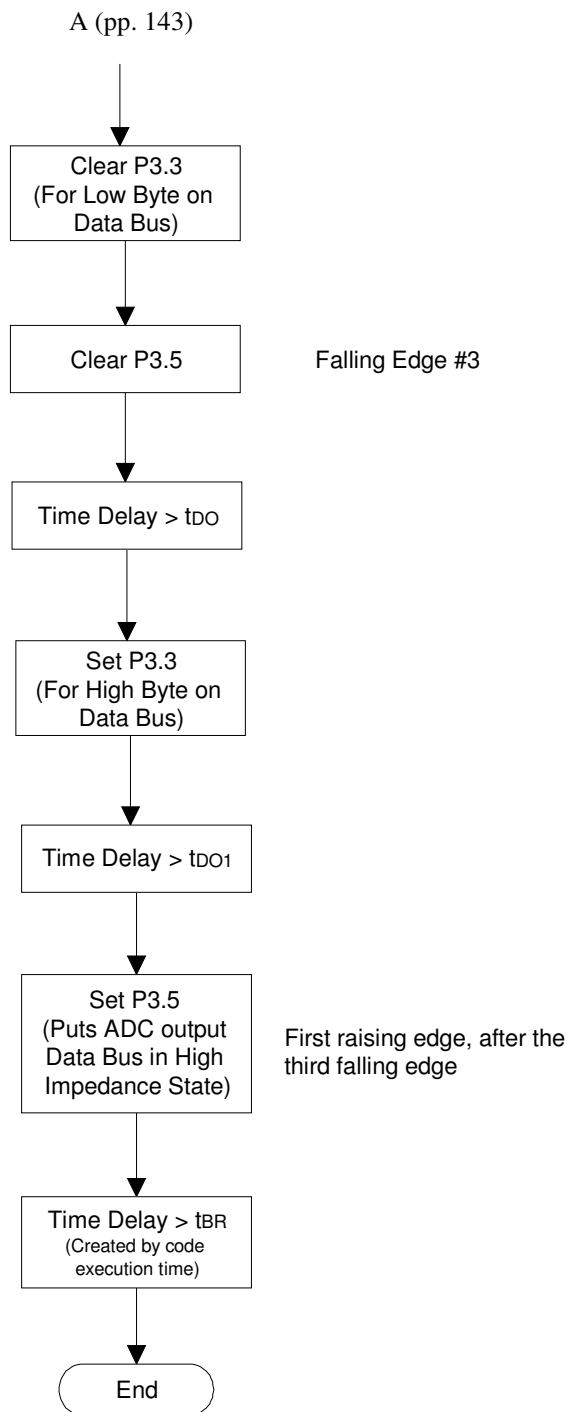 A (pp. 143)
Clear P3.3
(For Low Byte on
Data Bus)
Clear P3.5
Falling Edge #3
Time Delay > tDO
Set P3.3
(For High Byte on
Data Bus)
Time Delay > tDO1
Set P3.5
(Puts ADC output
Data Bus in High
Impedance State)
First raising edge, after the
third falling edge
Time Delay > tBR
(Created by code
execution time)
End